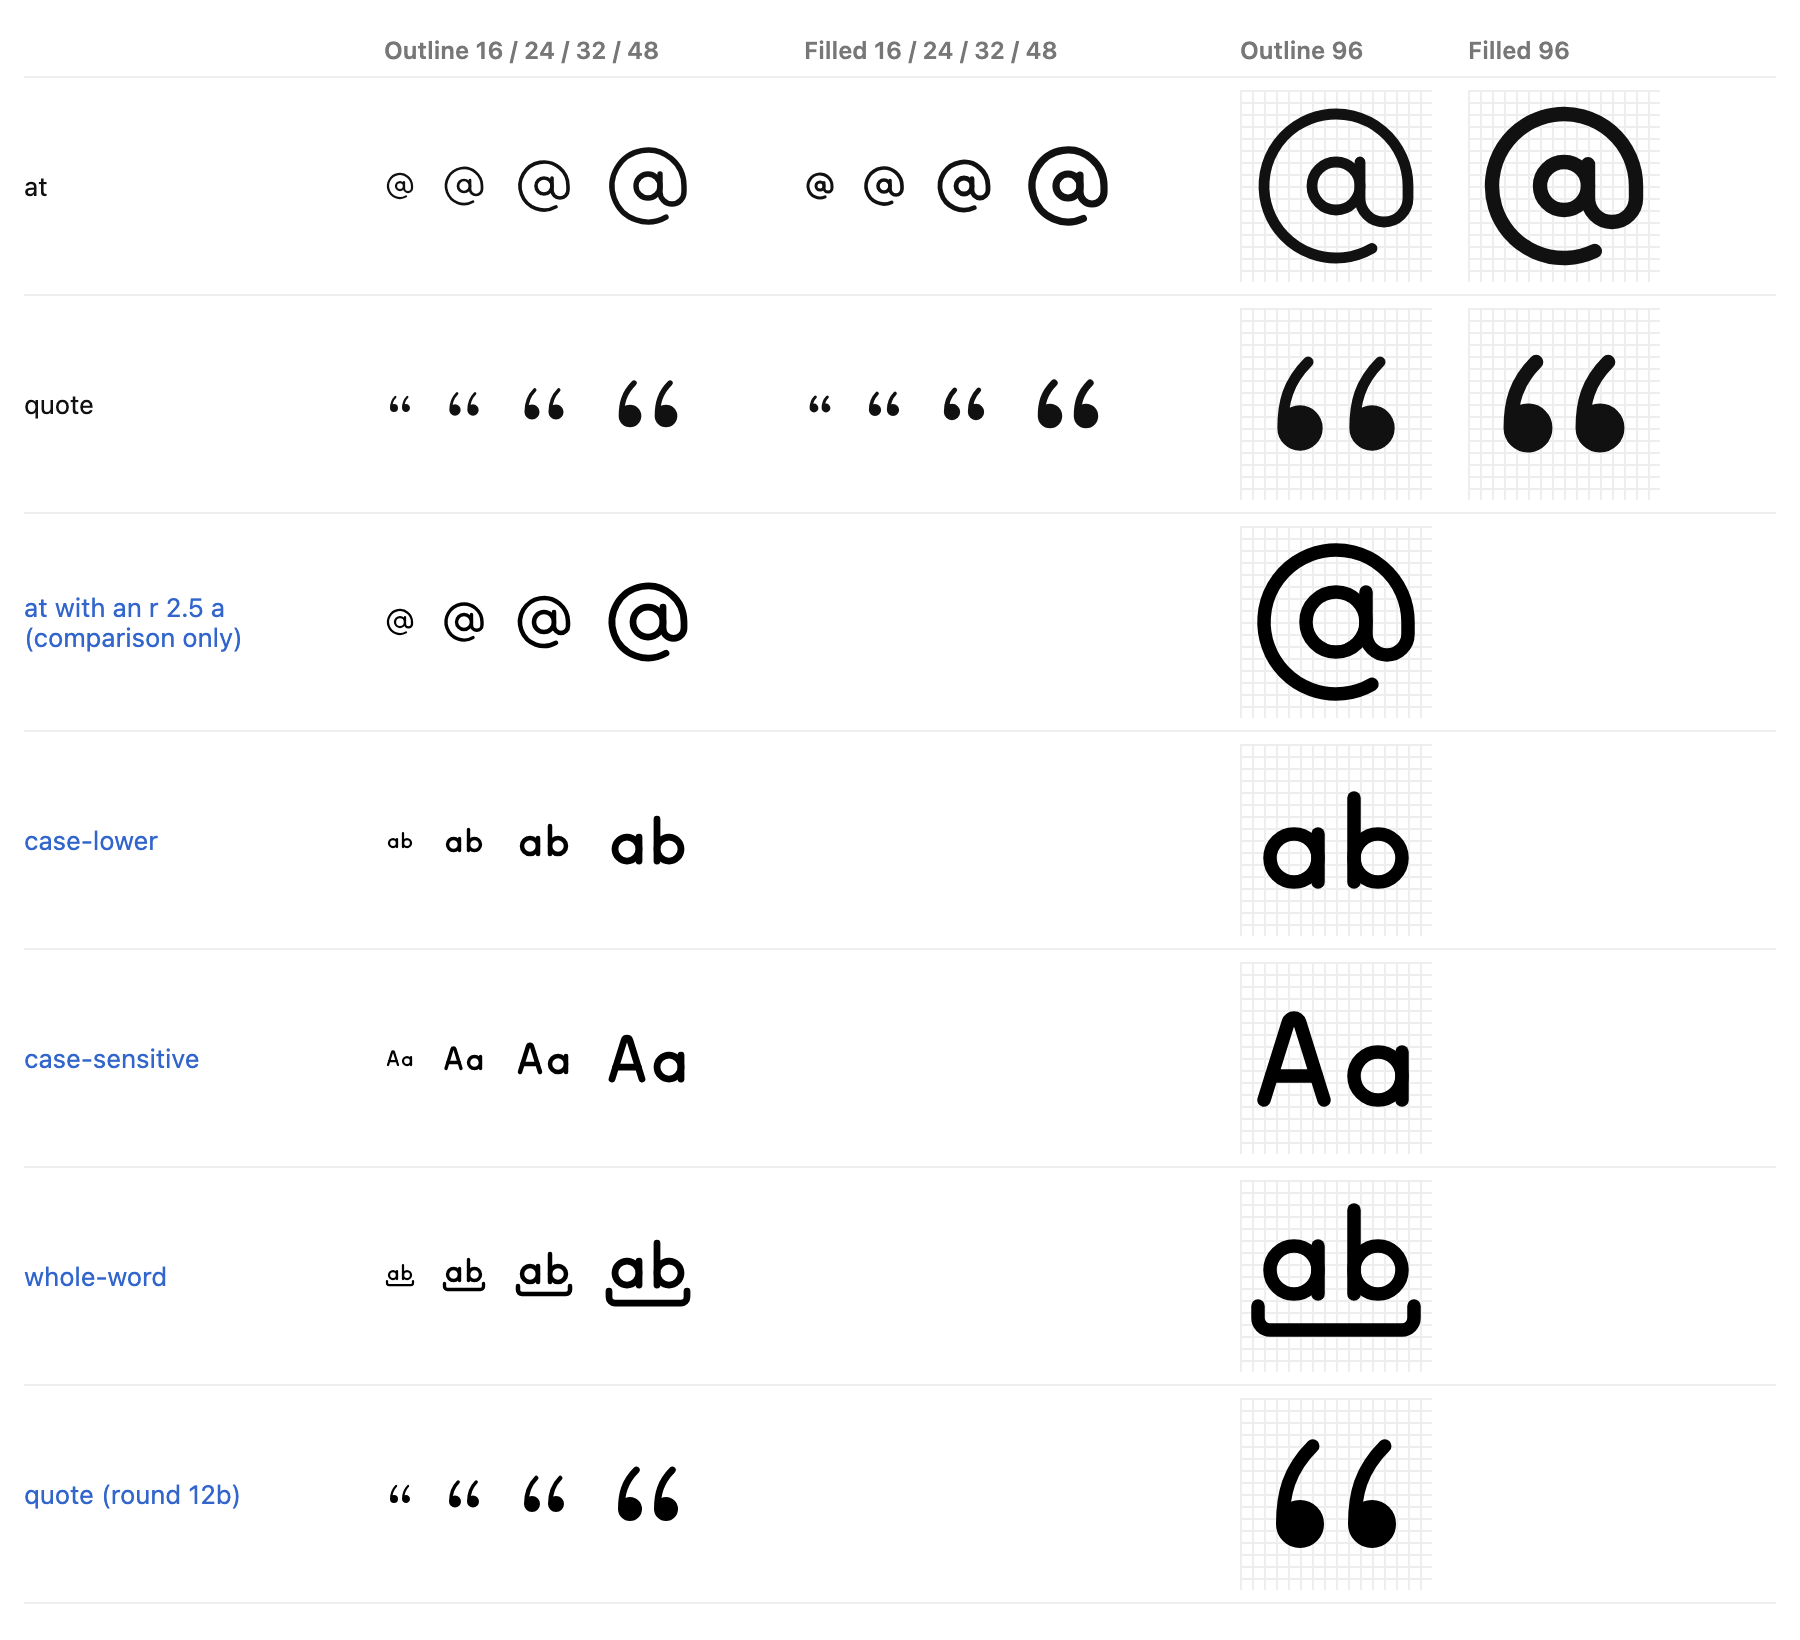 Outline 16 / 24 / 32 / 48 Filled 16 / 24 / 32 / 48 Outline 96 Filled 96
at @ @ @ @ @ @ @ @ @ @
quote “ “ “ “ “ “ “ “ “ “
at with an r 2.5 a
(comparison only) @ @ @ @ @
case-lower ab ab ab ab ab
case-sensitive Aa Aa Aa Aa Aa
whole-word ab ab ab ab ab
quote (round 12b) “ “ “ “ “